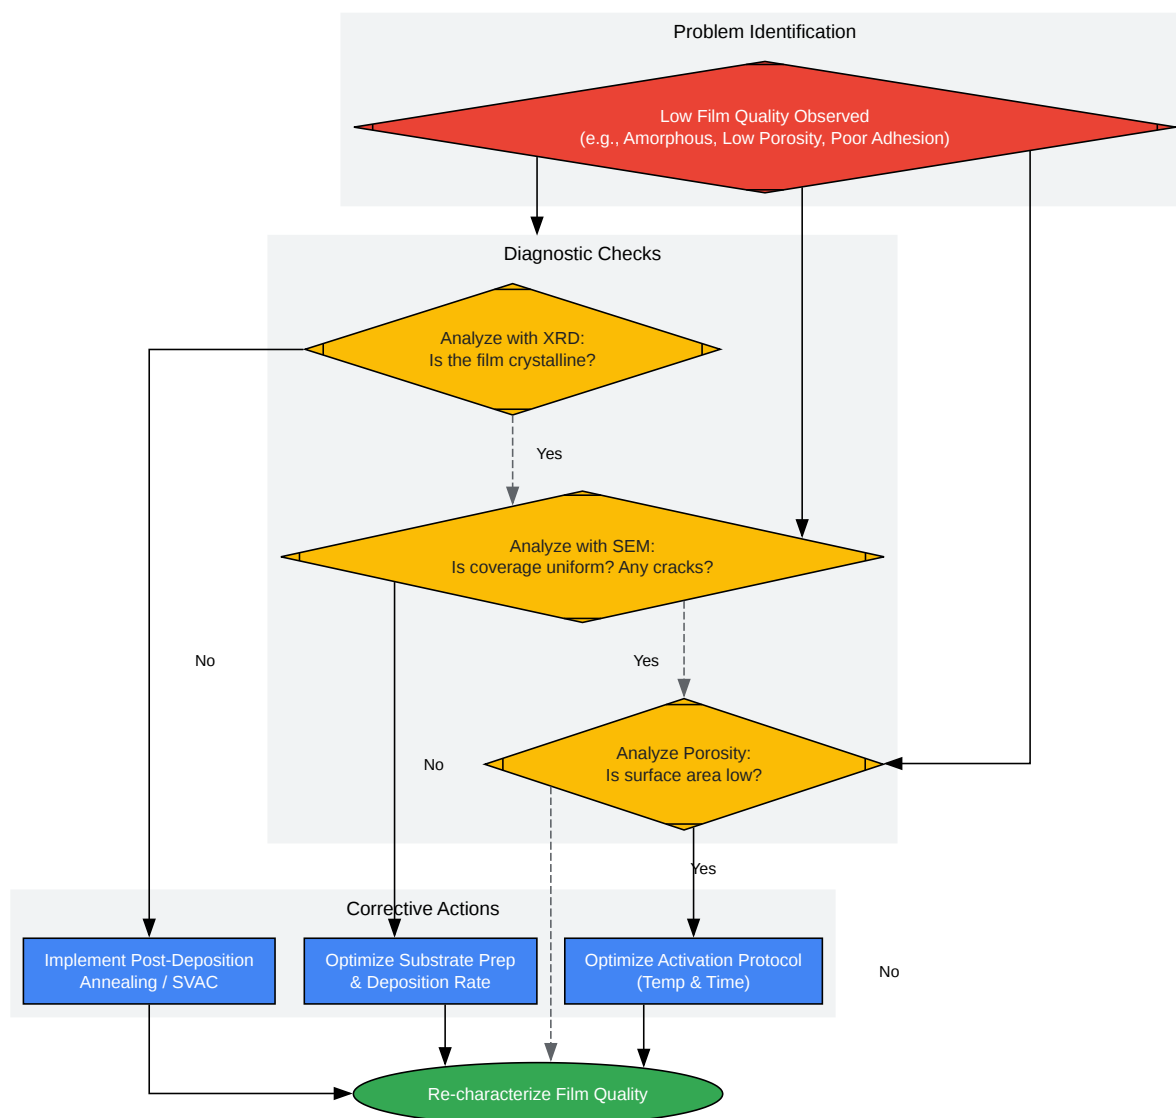 Problem Identification
Low Film Quality Observed
(e.g., Amorphous, Low Porosity, Poor Adhesion)
Diagnostic Checks
Analyze with XRD:
Is the film crystalline?
Yes
Analyze with SEM:
Is coverage uniform? Any cracks?
No
Yes
Analyze Porosity:
Is surface area low?
No
Yes
Corrective Actions
Implement Post-Deposition
Annealing / SVAC
Optimize Substrate Prep
& Deposition Rate
Optimize Activation Protocol
(Temp & Time)
No
Re-characterize Film Quality